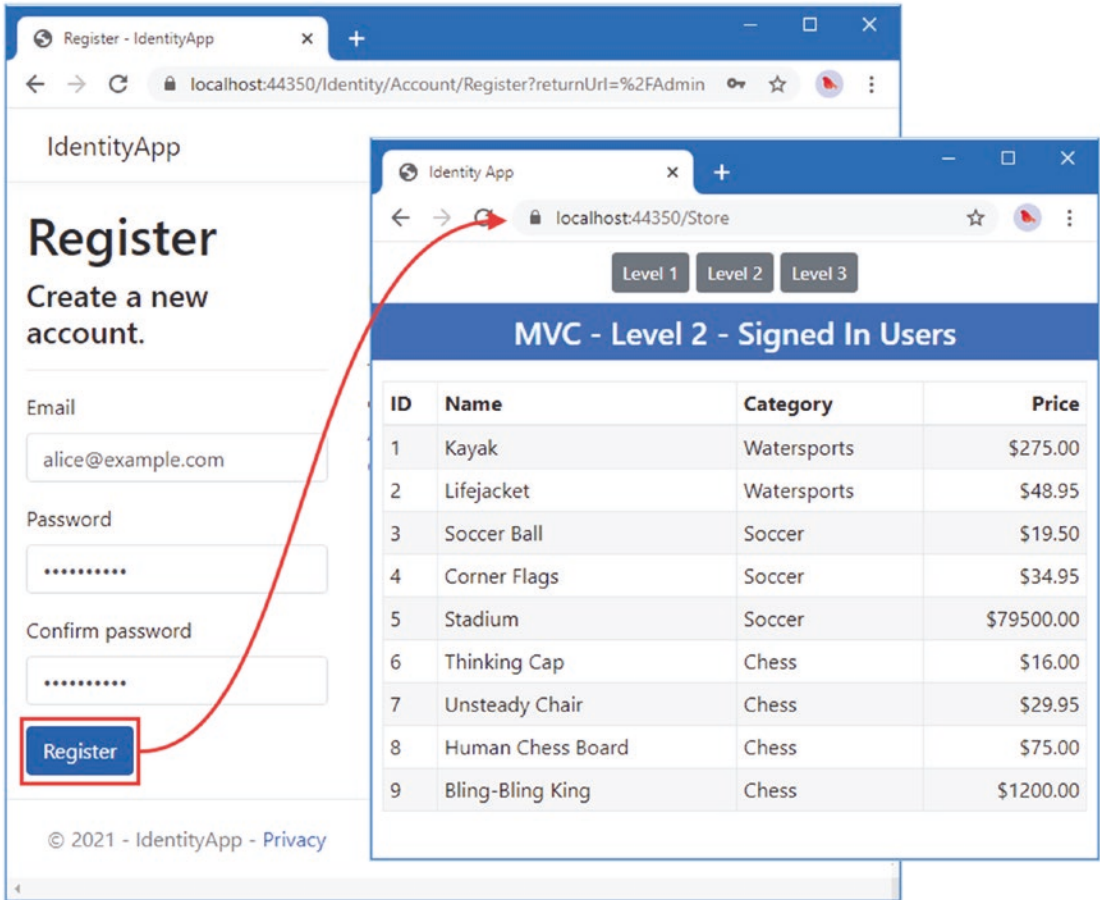 Register - IdentityApp
localhost:44350/Identity/Account/Register?returnUrl=%2FAdmin
IdentityApp
Register
Create a new
account.
Email
alice@example.com
Password
••••••••••
Confirm password
••••••••••
Register
© 2021 - IdentityApp - Privacy
Identity App
localhost:44350/Store
Level 1 Level 2 Level 3
MVC - Level 2 - Signed In Users
ID Name Category Price
1 Kayak Watersports $275.00
2 Lifejacket Watersports $48.95
3 Soccer Ball Soccer $19.50
4 Corner Flags Soccer $34.95
5 Stadium Soccer $79500.00
6 Thinking Cap Chess $16.00
7 Unsteady Chair Chess $29.95
8 Human Chess Board Chess $75.00
9 Bling-Bling King Chess $1200.00